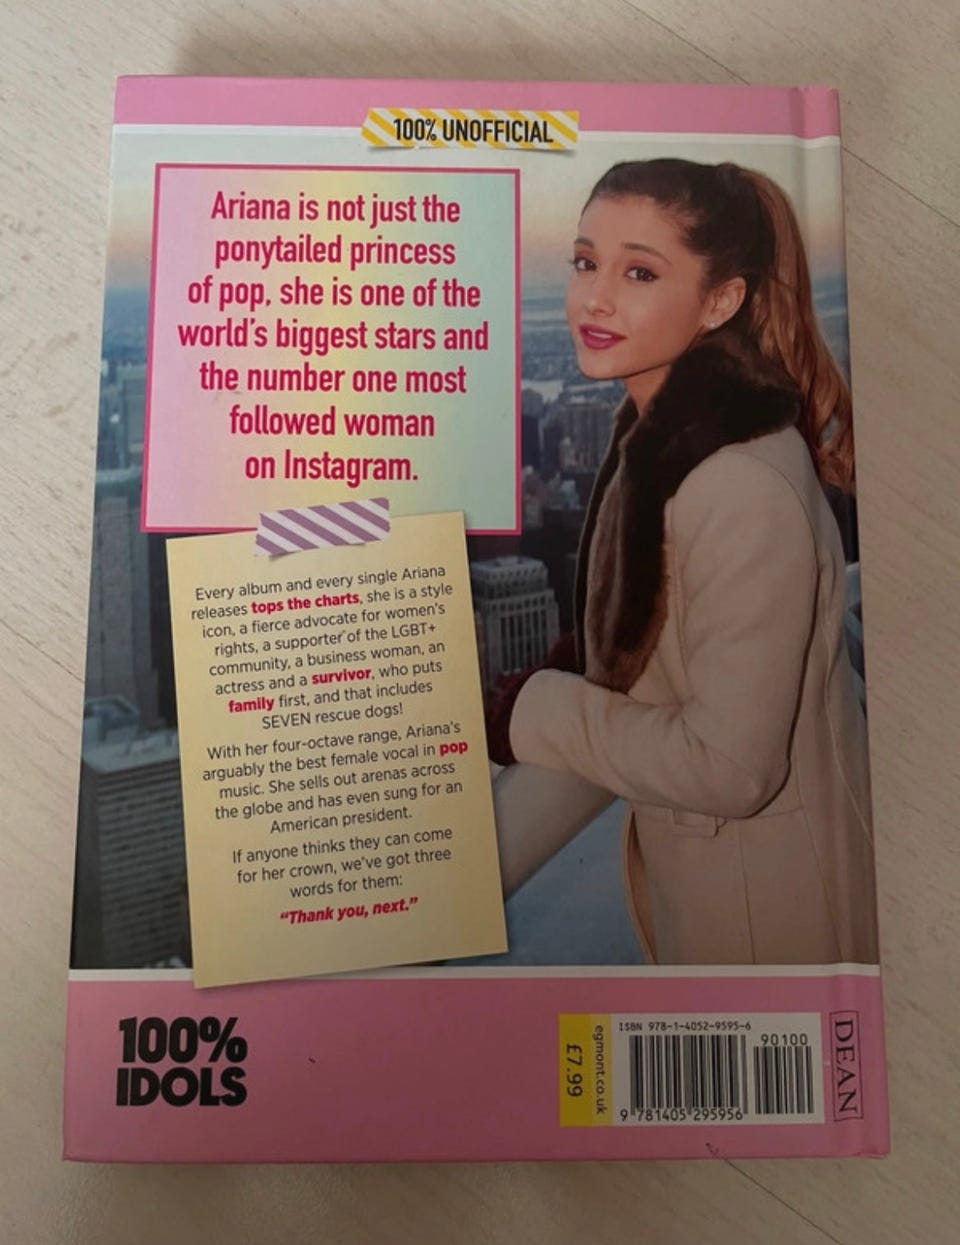 100% UNOFFICIAL
Ariana is not just the
ponytailed princess
of pop, she is one of the
world's biggest stars and
the number one most
followed woman
on Instagram.
Every album and every single Ariana
releases tops the charts, she is a style
icon, a fierce advocate for women's
rights, a supporter of the LGBT+
community, a business woman, an
actress and a survivor, who puts
family first, and that includes
SEVEN rescue dogs!
With her four-octave range, Ariana's
arguably the best female vocal in pop
music. She sells out arenas across
the globe and has even sung for an
American president.
If anyone thinks they can come
for her crown, we've got three
words for them:
"Thank you, next."
100%
IDOLS
£7.99
egmont.co.uk
ISBN 978-1-4052-9595-6
90100
9 781405 295956
DEAN